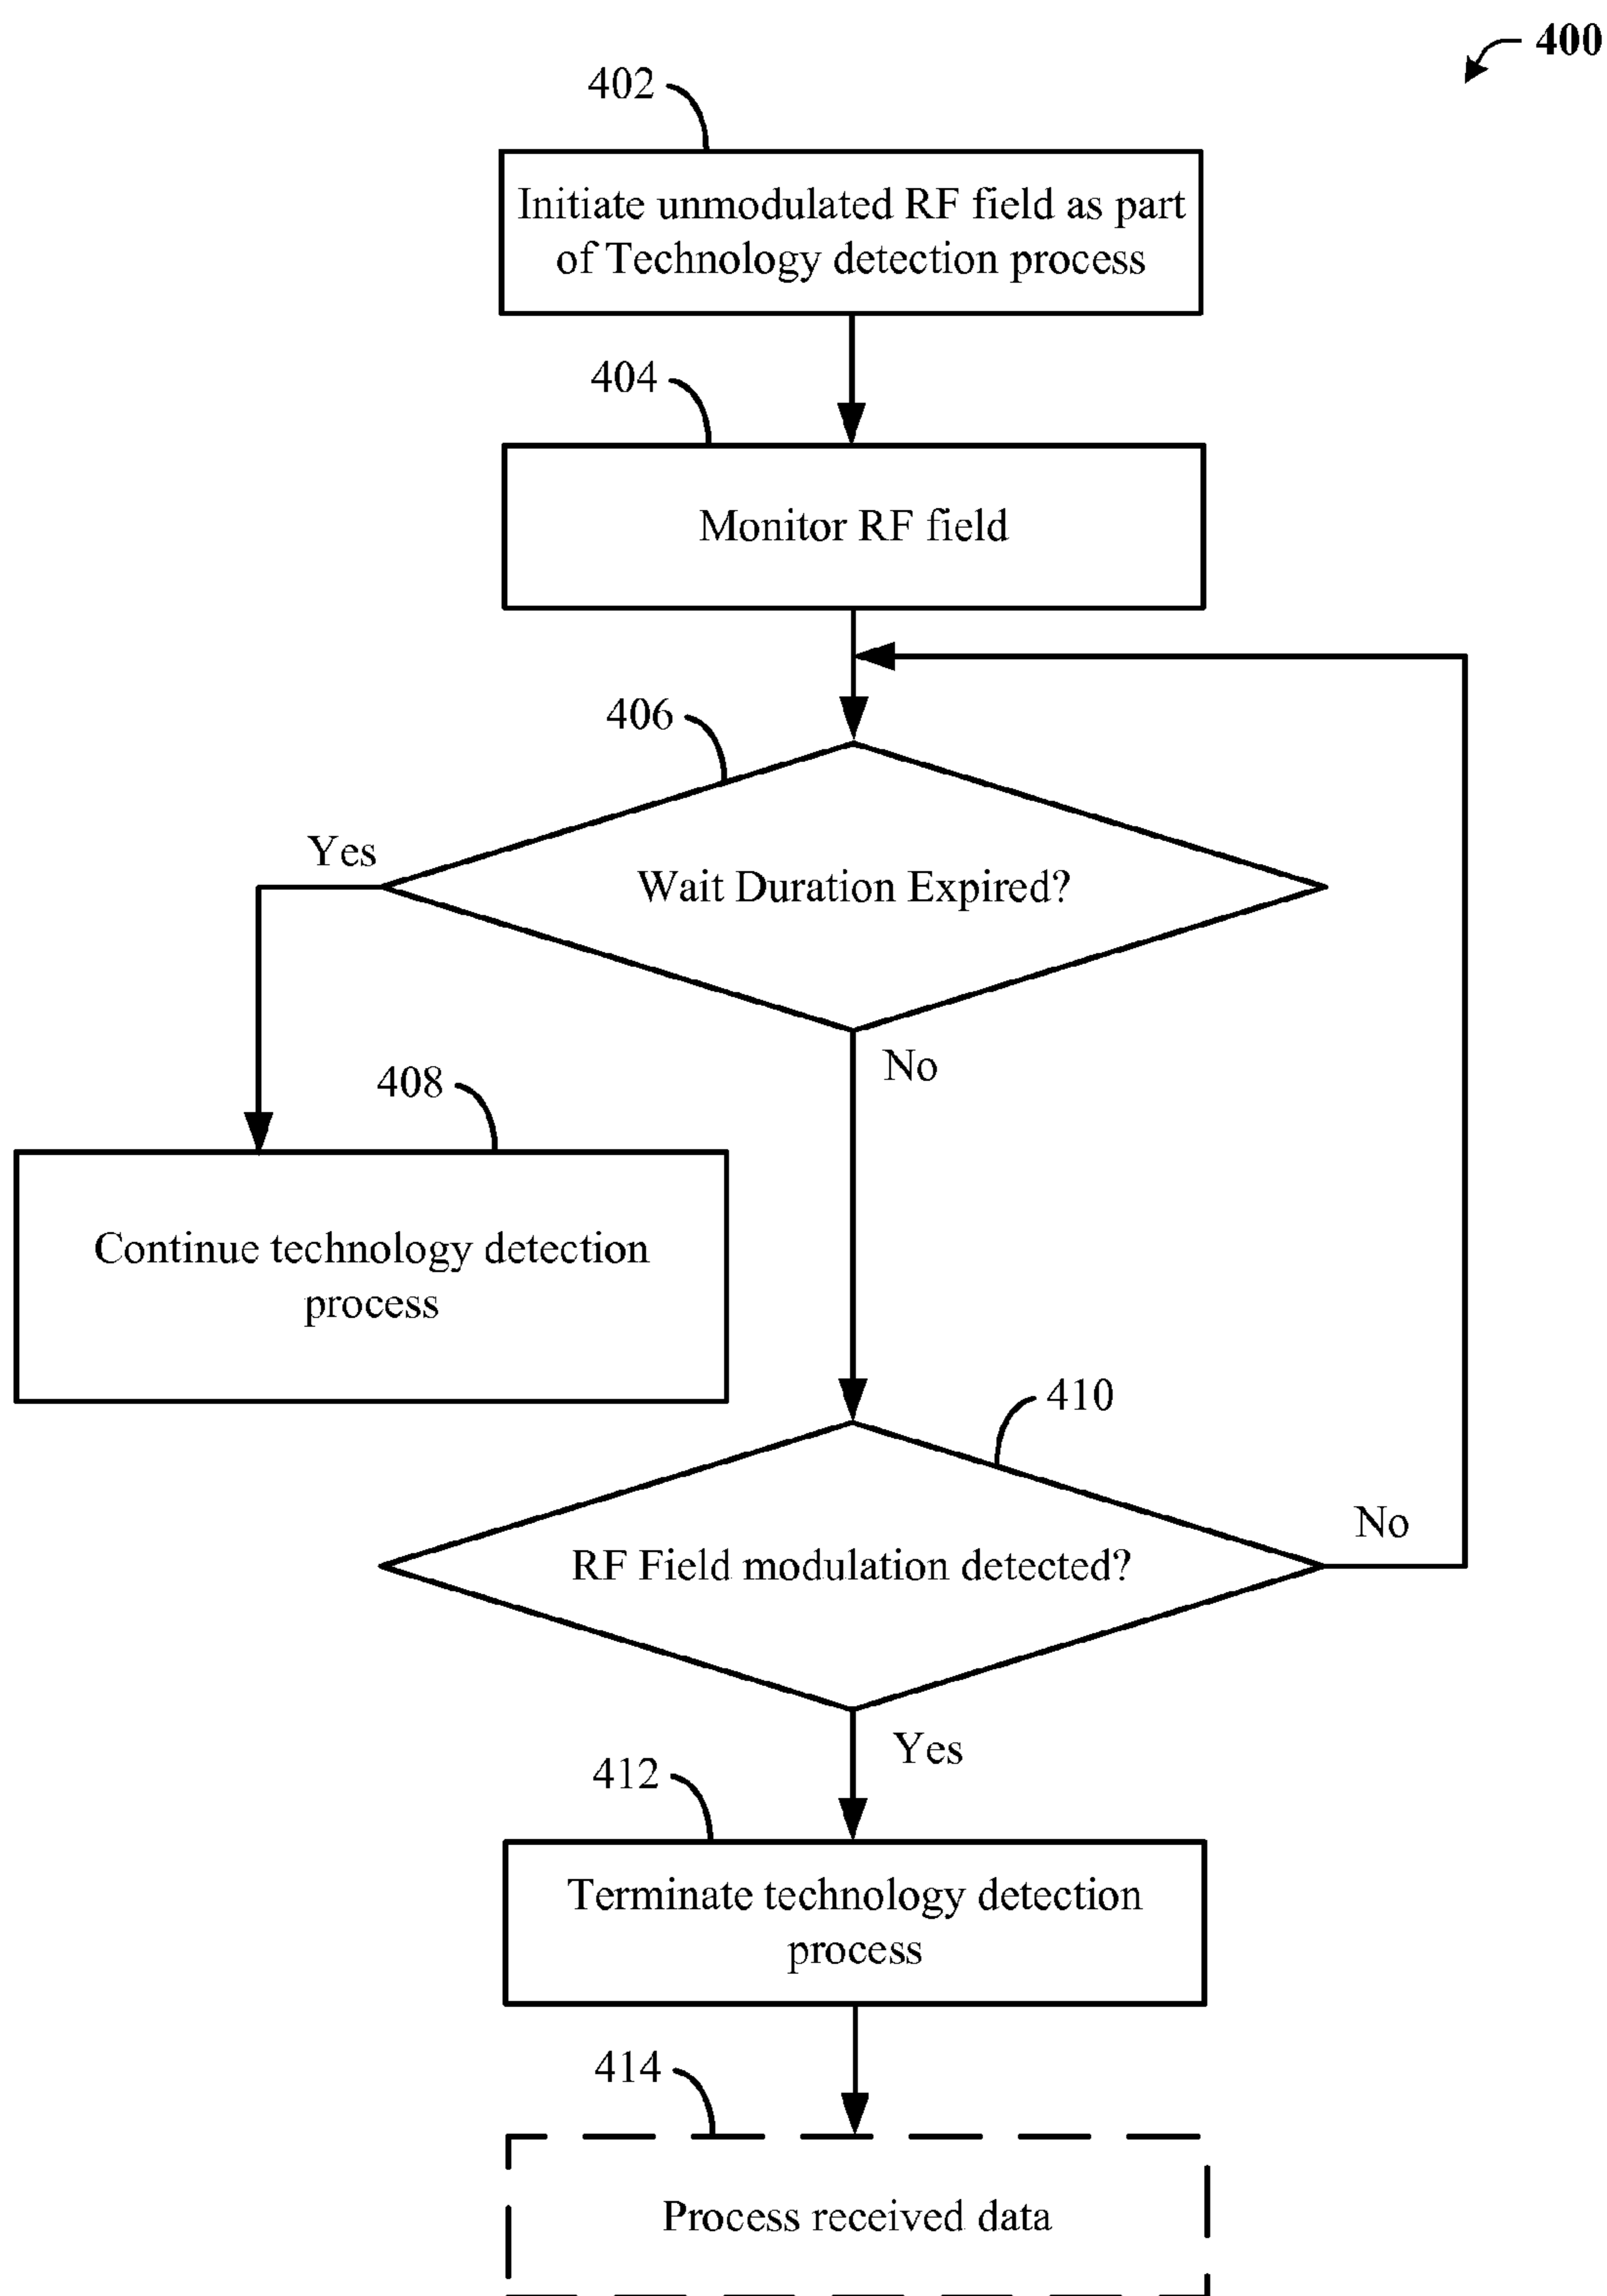 400
402
Initiate unmodulated RF field as part
of Technology detection process
404
Monitor RF field
406
Yes
Wait Duration Expired?
No
408
Continue technology detection
process
410
No
RF Field modulation detected?
Yes
412
Terminate technology detection
process
414
Process received data